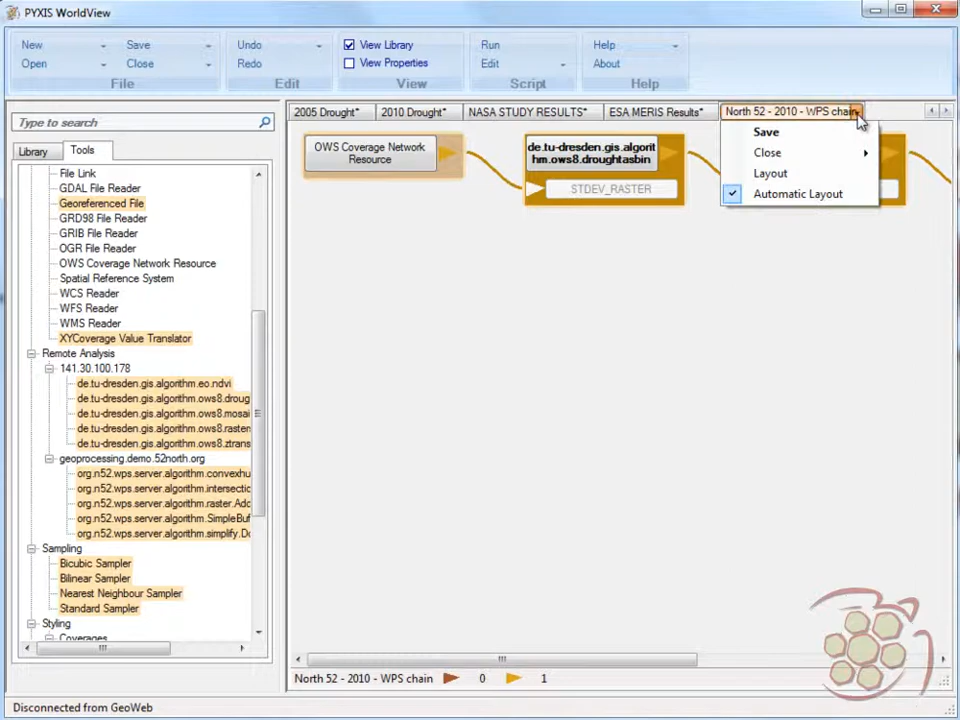 PYXIS WorldView
New
Save
Open
Close
File
Undo
Redo
Edit
View Library
View Properties
View
Run
Edit
Script
Help
About
Help
Type to search
Library
Tools
File Link
GDAL File Reader
Georeferenced File
GRD98 File Reader
GRIB File Reader
OGR File Reader
OWS Coverage Network Resource
Spatial Reference System
WCS Reader
WFS Reader
WMS Reader
XYCoverage Value Translator
Remote Analysis
141.30.100.178
de.tu-dresden.gis.algorithm.eo.ndvi
de.tu-dresden.gis.algorithm.ows8.droug
de.tu-dresden.gis.algorithm.ows8.mosai
de.tu-dresden.gis.algorithm.ows8.raster
de.tu-dresden.gis.algorithm.ows8.ztrans
geoprocessing.demo.52north.org
org.n52.wps.server.algorithm.convexhu
org.n52.wps.server.algorithm.intersectic
org.n52.wps.server.algorithm.raster.Adc
org.n52.wps.server.algorithm.SimpleBuf
org.n52.wps.server.algorithm.simplify.Dc
Sampling
Bicubic Sampler
Bilinear Sampler
Nearest Neighbour Sampler
Standard Sampler
Styling
Coverages
2005 Drought*
2010 Drought*
NASA STUDY RESULTS*
ESA MERIS Results*
North 52 - 2010 - WPS chain
OWS Coverage Network
Resource
de.tu-dresden.gis.algorit
hm.ows8.droughtasbin
STDEV_RASTER
Save
Close
Layout
Automatic Layout
North 52 - 2010 - WPS chain 0 1
Disconnected from GeoWeb